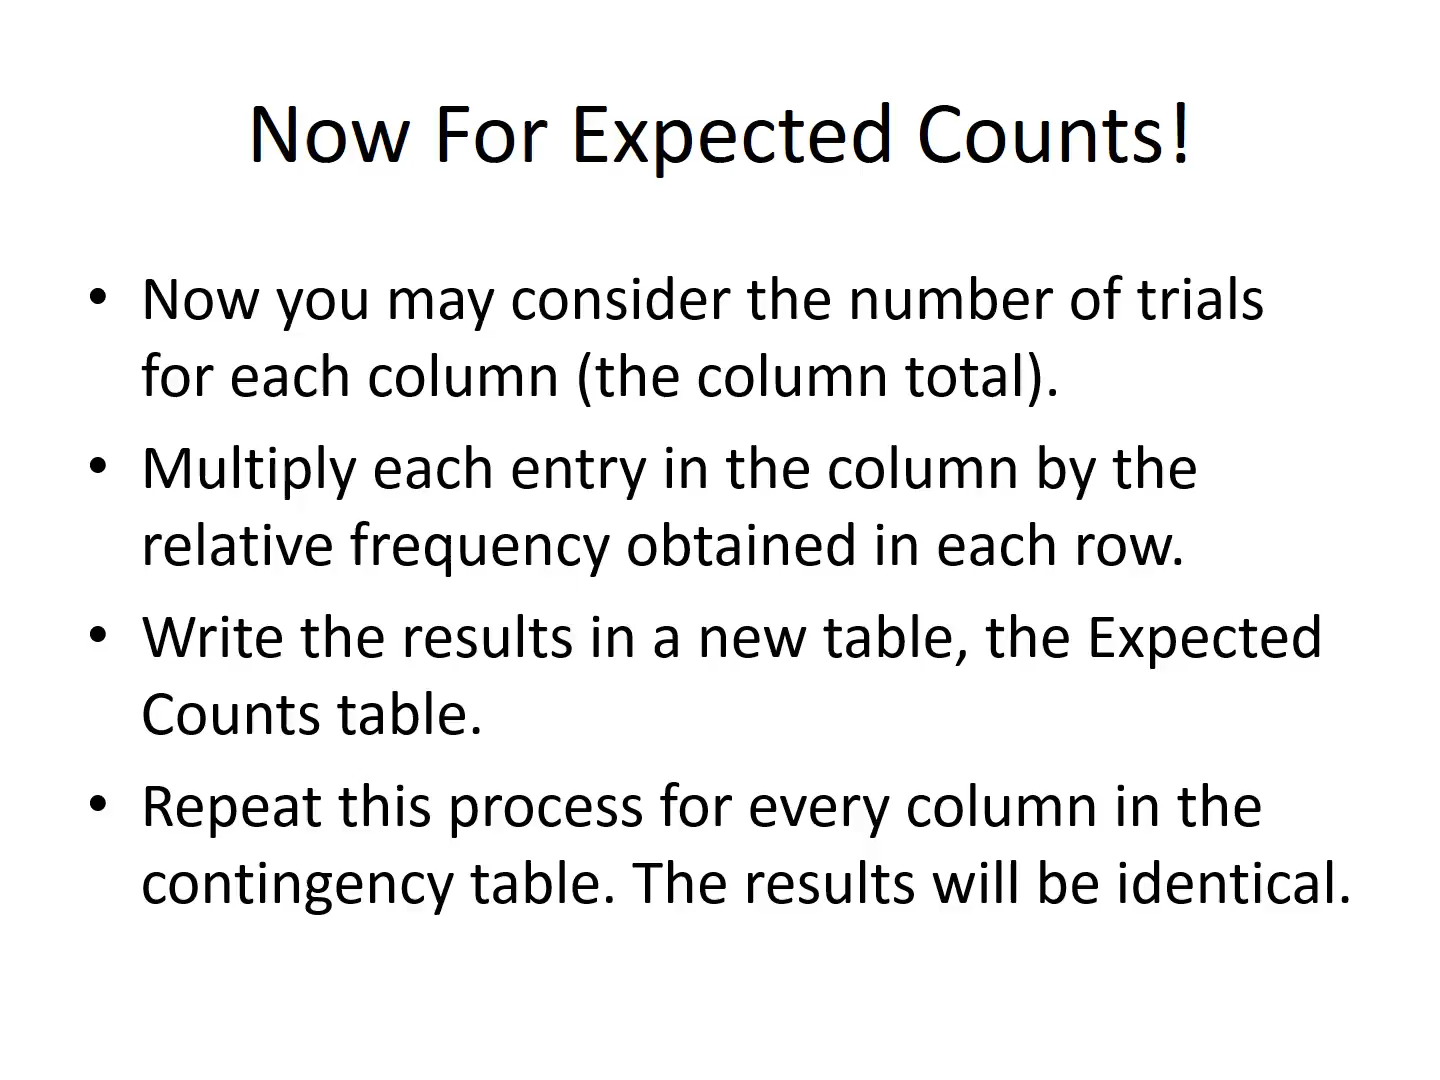 Now For Expected Counts!
• Now you may consider the number of trials
for each column (the column total).
• Multiply each entry in the column by the
relative frequency obtained in each row.
• Write the results in a new table, the Expected
Counts table.
• Repeat this process for every column in the
contingency table. The results will be identical.